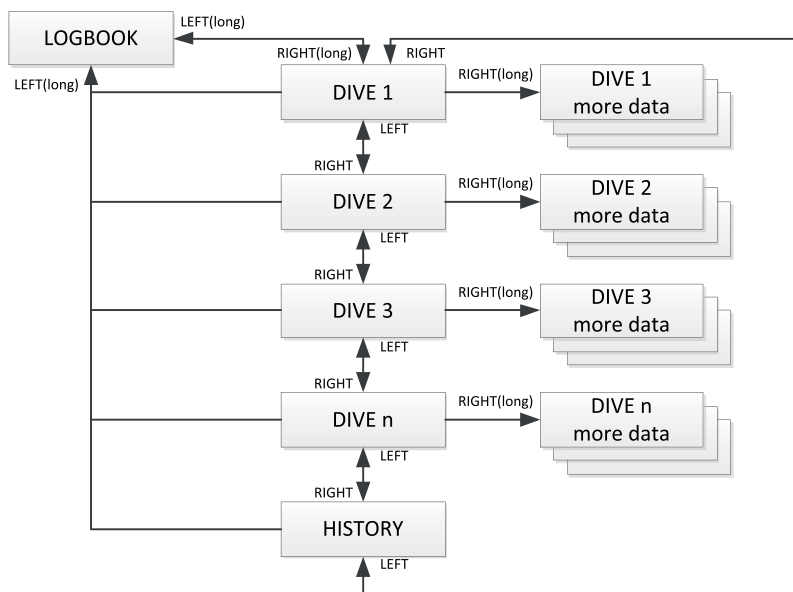 LOGBOOK
LEFT(long)
RIGHT(long)
RIGHT
LEFT(long)
DIVE 1
RIGHT(long)
DIVE 1
more data
LEFT
RIGHT
DIVE 2
RIGHT(long)
DIVE 2
more data
LEFT
RIGHT
DIVE 3
RIGHT(long)
DIVE 3
more data
LEFT
RIGHT
DIVE n
RIGHT(long)
DIVE n
more data
LEFT
RIGHT
HISTORY
LEFT